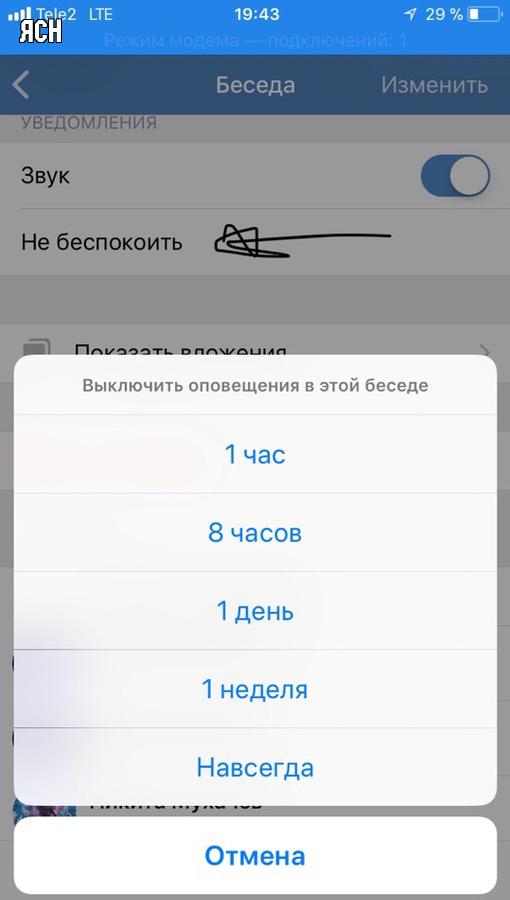 Tele2 LTE 19:43 29 %
ЯСН
Режим модема — подключений: 1
Беседа Изменить
УВЕДОМЛЕНИЯ
Звук
Не беспокоить
Показать вложения
Выключить оповещения в этой беседе
1 час
8 часов
1 день
1 неделя
Навсегда
Никита Мухачов
Отмена